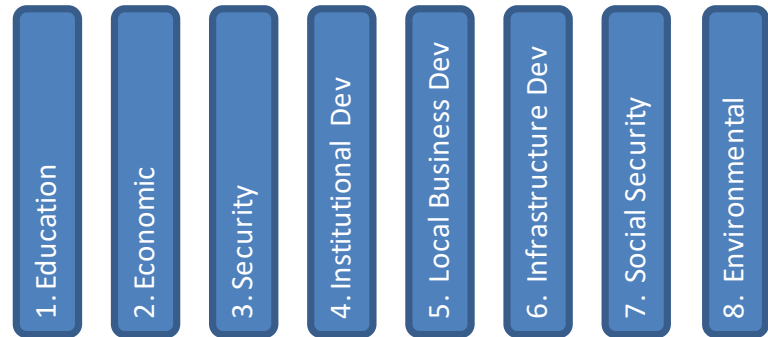 1. Education
2. Economic
3. Security
4. Institutional Dev
5. Local Business Dev
6. Infrastructure Dev
7. Social Security
8. Environmental